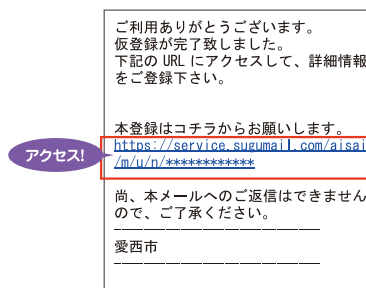 ご利用ありがとうございます。
仮登録が完了致しました。
下記の URL にアクセスして、詳細情報
をご登録下さい。
本登録はコチラからお願いします。
https://service.sugumail.com/aisai
/m/u/n/************
アクセス!
尚、本メールへのご返信はできません
ので、ご了承ください。
愛西市